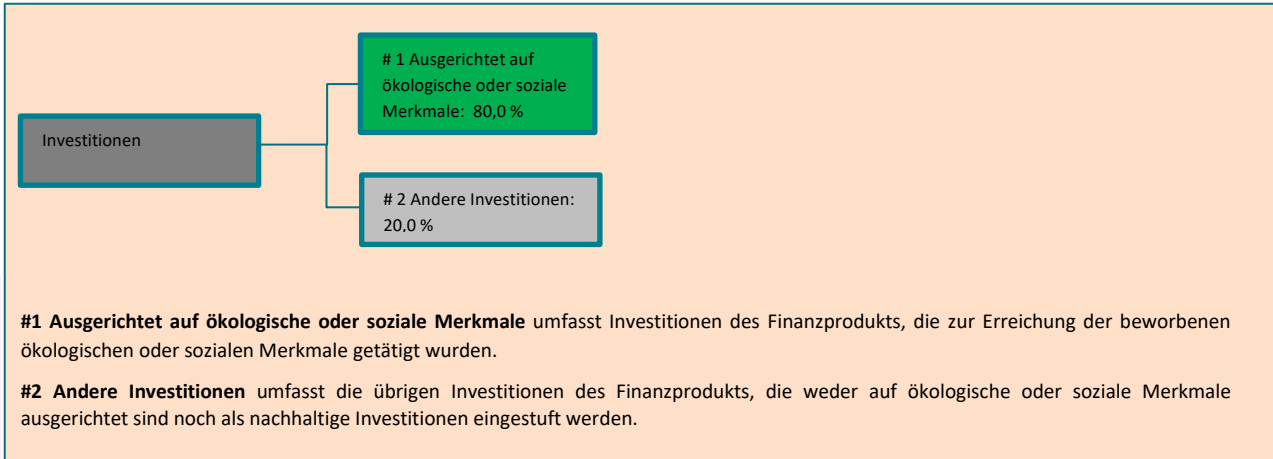 # 1 Ausgerichtet auf
ökologische oder soziale
Merkmale:  80,0 %
Investitionen
# 2 Andere Investitionen:
20,0 %
#1 Ausgerichtet auf ökologische oder soziale Merkmale umfasst Investitionen des Finanzprodukts, die zur Erreichung der beworbenen
ökologischen oder sozialen Merkmale getätigt wurden.
#2 Andere Investitionen umfasst die übrigen Investitionen des Finanzprodukts, die weder auf ökologische oder soziale Merkmale
ausgerichtet sind noch als nachhaltige Investitionen eingestuft werden.